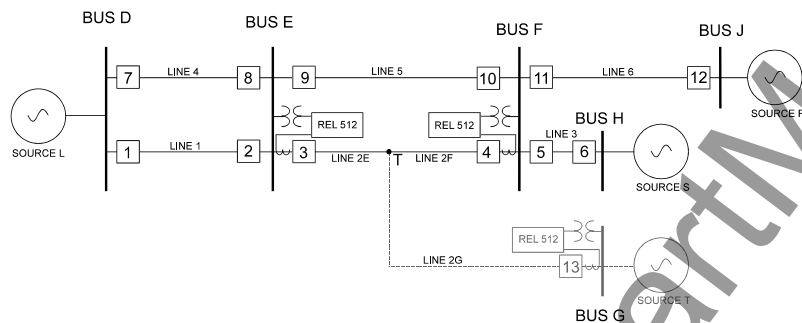 BUS D
BUS E
BUS F
BUS J
7
LINE 4
8
9
LINE 5
10
11
LINE 6
12
SOURCE L
REL 512
REL 512
BUS H
1
LINE 1
2
3
LINE 2E
T
LINE 2F
4
5
LINE 3
6
SOURCE S
REL 512
LINE 2G
13
SOURCE T
BUS G